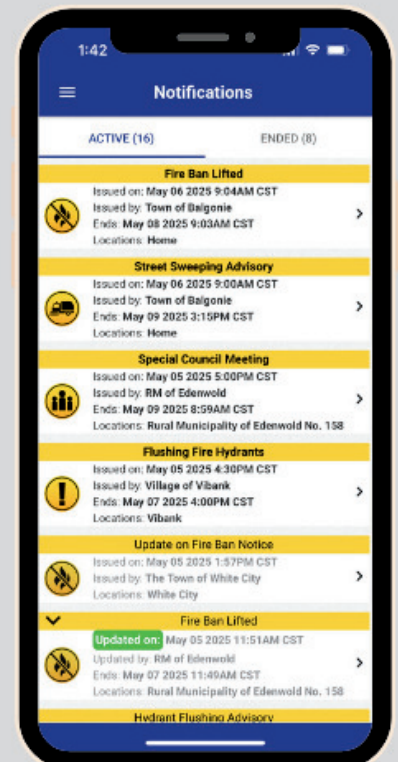 1:42
Notifications
ACTIVE (16)
ENDED (8)
Fire Ban Lifted
Issued on: May 06 2025 9:04AM CST
Issued by: Town of Balgonie
Ends: May 08 2025 9:03AM CST
Locations: Home
Street Sweeping Advisory
Issued on: May 06 2025 9:00AM CST
Issued by: Town of Balgonie
Ends: May 09 2025 3:15PM CST
Locations: Home
Special Council Meeting
Issued on: May 05 2025 5:00PM CST
Issued by: RM of Edenwold
Ends: May 09 2025 8:59AM CST
Locations: Rural Municipality of Edenwold No. 158
Flushing Fire Hydrants
Issued on: May 05 2025 4:30PM CST
Issued by: Village of Vibank
Ends: May 07 2025 4:00PM CST
Locations: Vibank
Update on Fire Ban Notice
Issued on: May 05 2025 1:57PM CST
Issued by: The Town of White City
Locations: White City
Fire Ban Lifted
Updated on: May 05 2025 11:51AM CST
Updated by: RM of Edenwold
Ends: May 07 2025 11:49AM CST
Locations: Rural Municipality of Edenwold No. 158
Hydrant Flushing Advisory